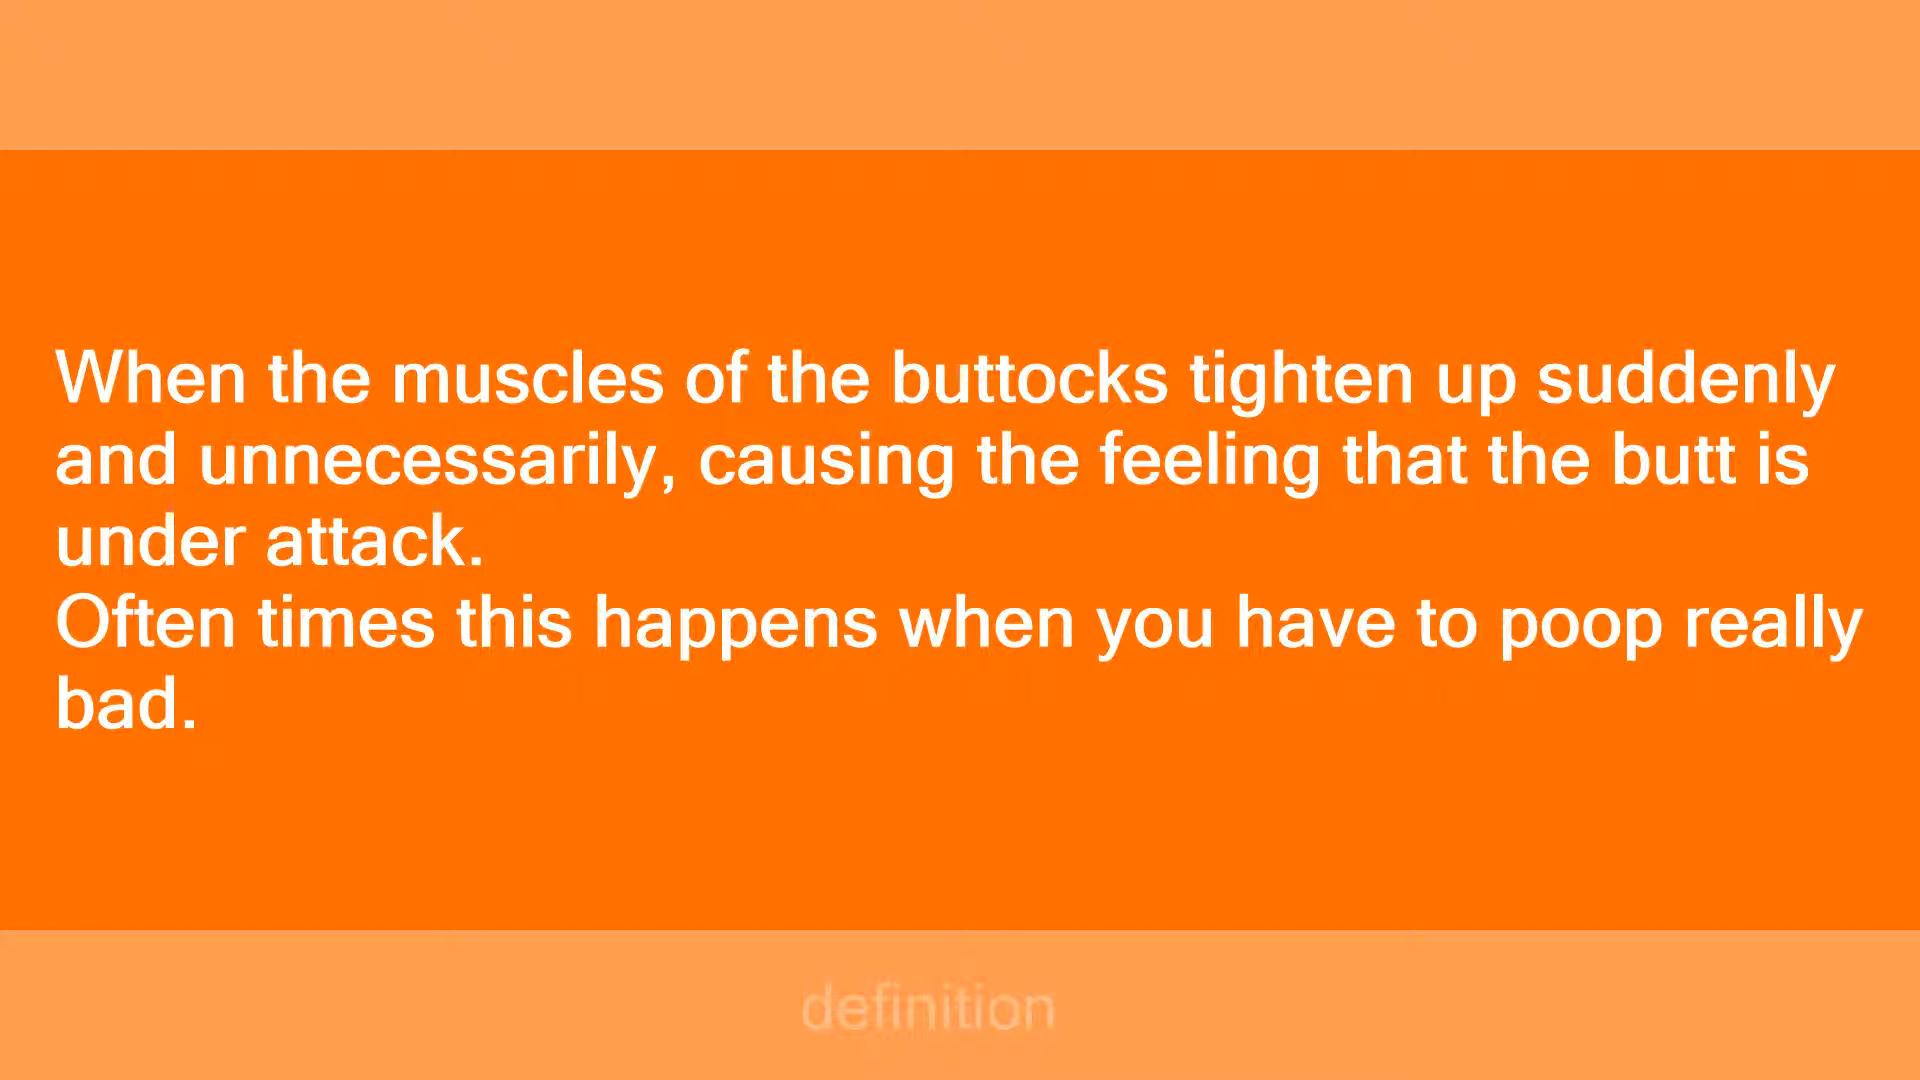 When the muscles of the buttocks tighten up suddenly
and unnecessarily, causing the feeling that the butt is
under attack.
Often times this happens when you have to poop really
bad.
definition